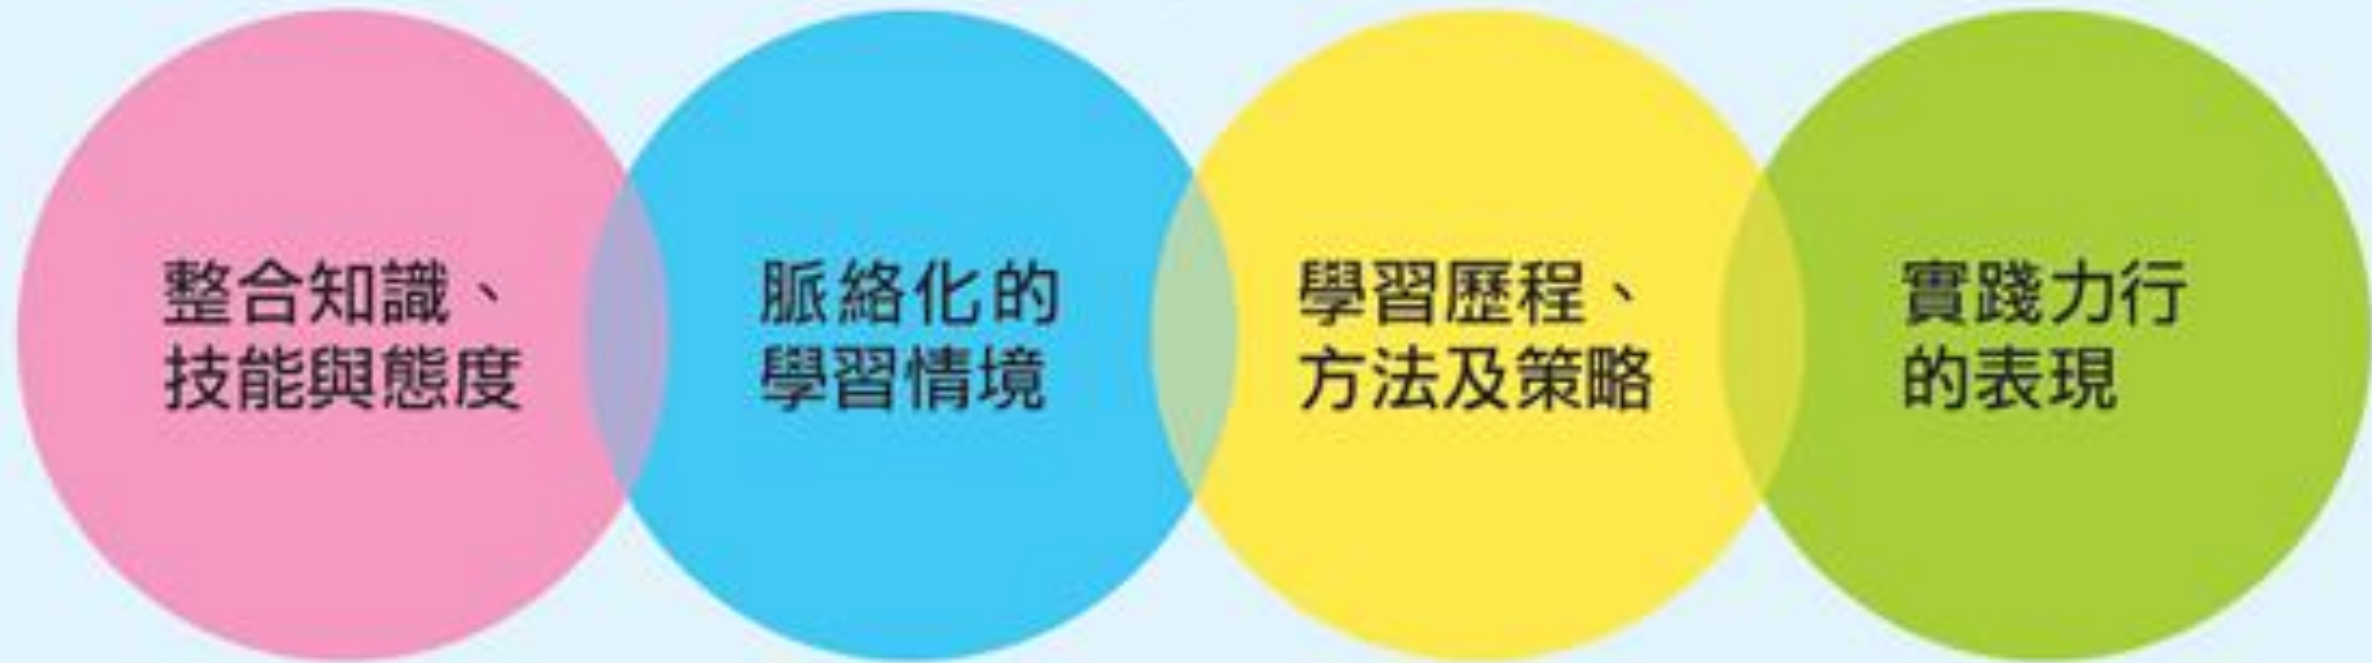 整合知識、
技能與態度
脈絡化的
學習情境
學習歷程、
方法及策略
實踐力行
的表現